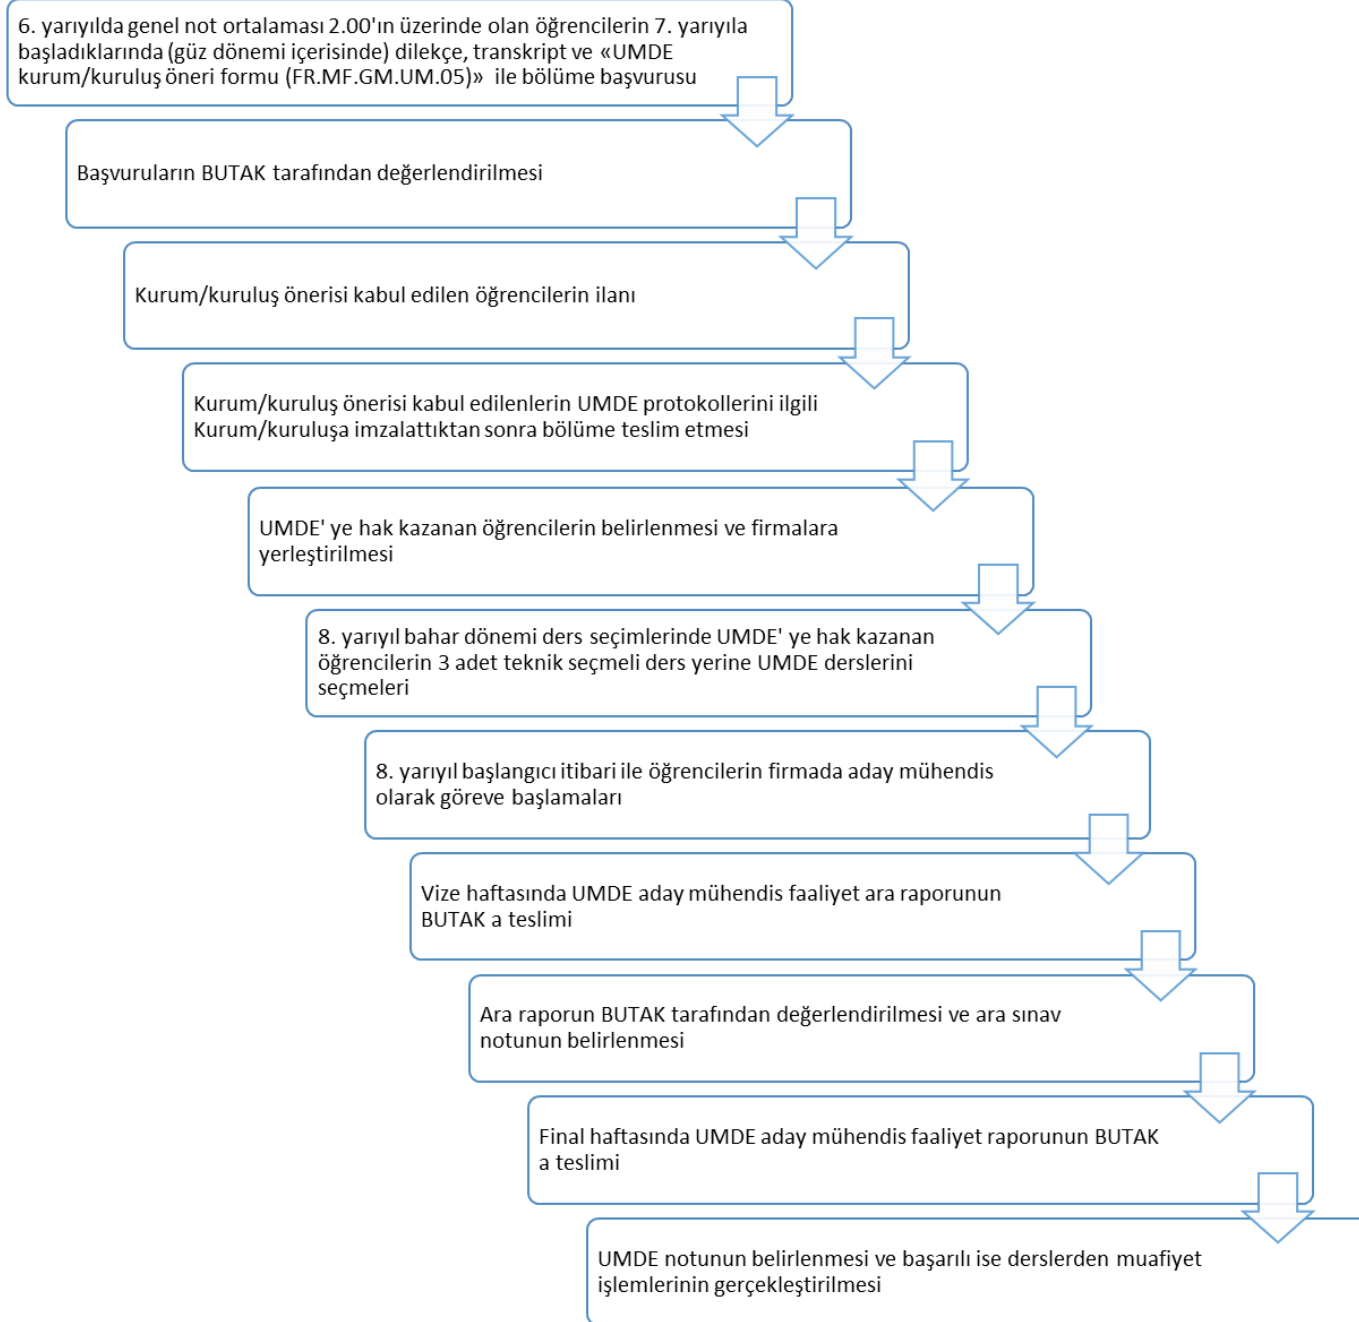 6. yarıyılda genel not ortalaması 2.00'ın üzerinde olan öğrencilerin 7. yarıyıla
başladıklarında (güz dönemi içerisinde) dilekçe, transkript ve «UMDE
kurum/kuruluş öneri formu (FR.MF.GM.UM.05)» ile bölüme başvurusu
Başvuruların BUTAK tarafından değerlendirilmesi
Kurum/kuruluş önerisi kabul edilen öğrencilerin ilanı
Kurum/kuruluş önerisi kabul edilenlerin UMDE protokollerini ilgili
Kurum/kuruluşa imzalattıktan sonra bölüme teslim etmesi
UMDE' ye hak kazanan öğrencilerin belirlenmesi ve firmalara
yerleştirilmesi
8. yarıyıl bahar dönemi ders seçimlerinde UMDE' ye hak kazanan
öğrencilerin 3 adet teknik seçmeli ders yerine UMDE derslerini
seçmeleri
8. yarıyıl başlangıcı itibari ile öğrencilerin firmada aday mühendis
olarak göreve başlamaları
Vize haftasında UMDE aday mühendis faaliyet ara raporunun
BUTAK a teslimi
Ara raporun BUTAK tarafından değerlendirilmesi ve ara sınav
notunun belirlenmesi
Final haftasında UMDE aday mühendis faaliyet raporunun BUTAK
a teslimi
UMDE notunun belirlenmesi ve başarılı ise derslerden muafiyet
işlemlerinin gerçekleştirilmesi